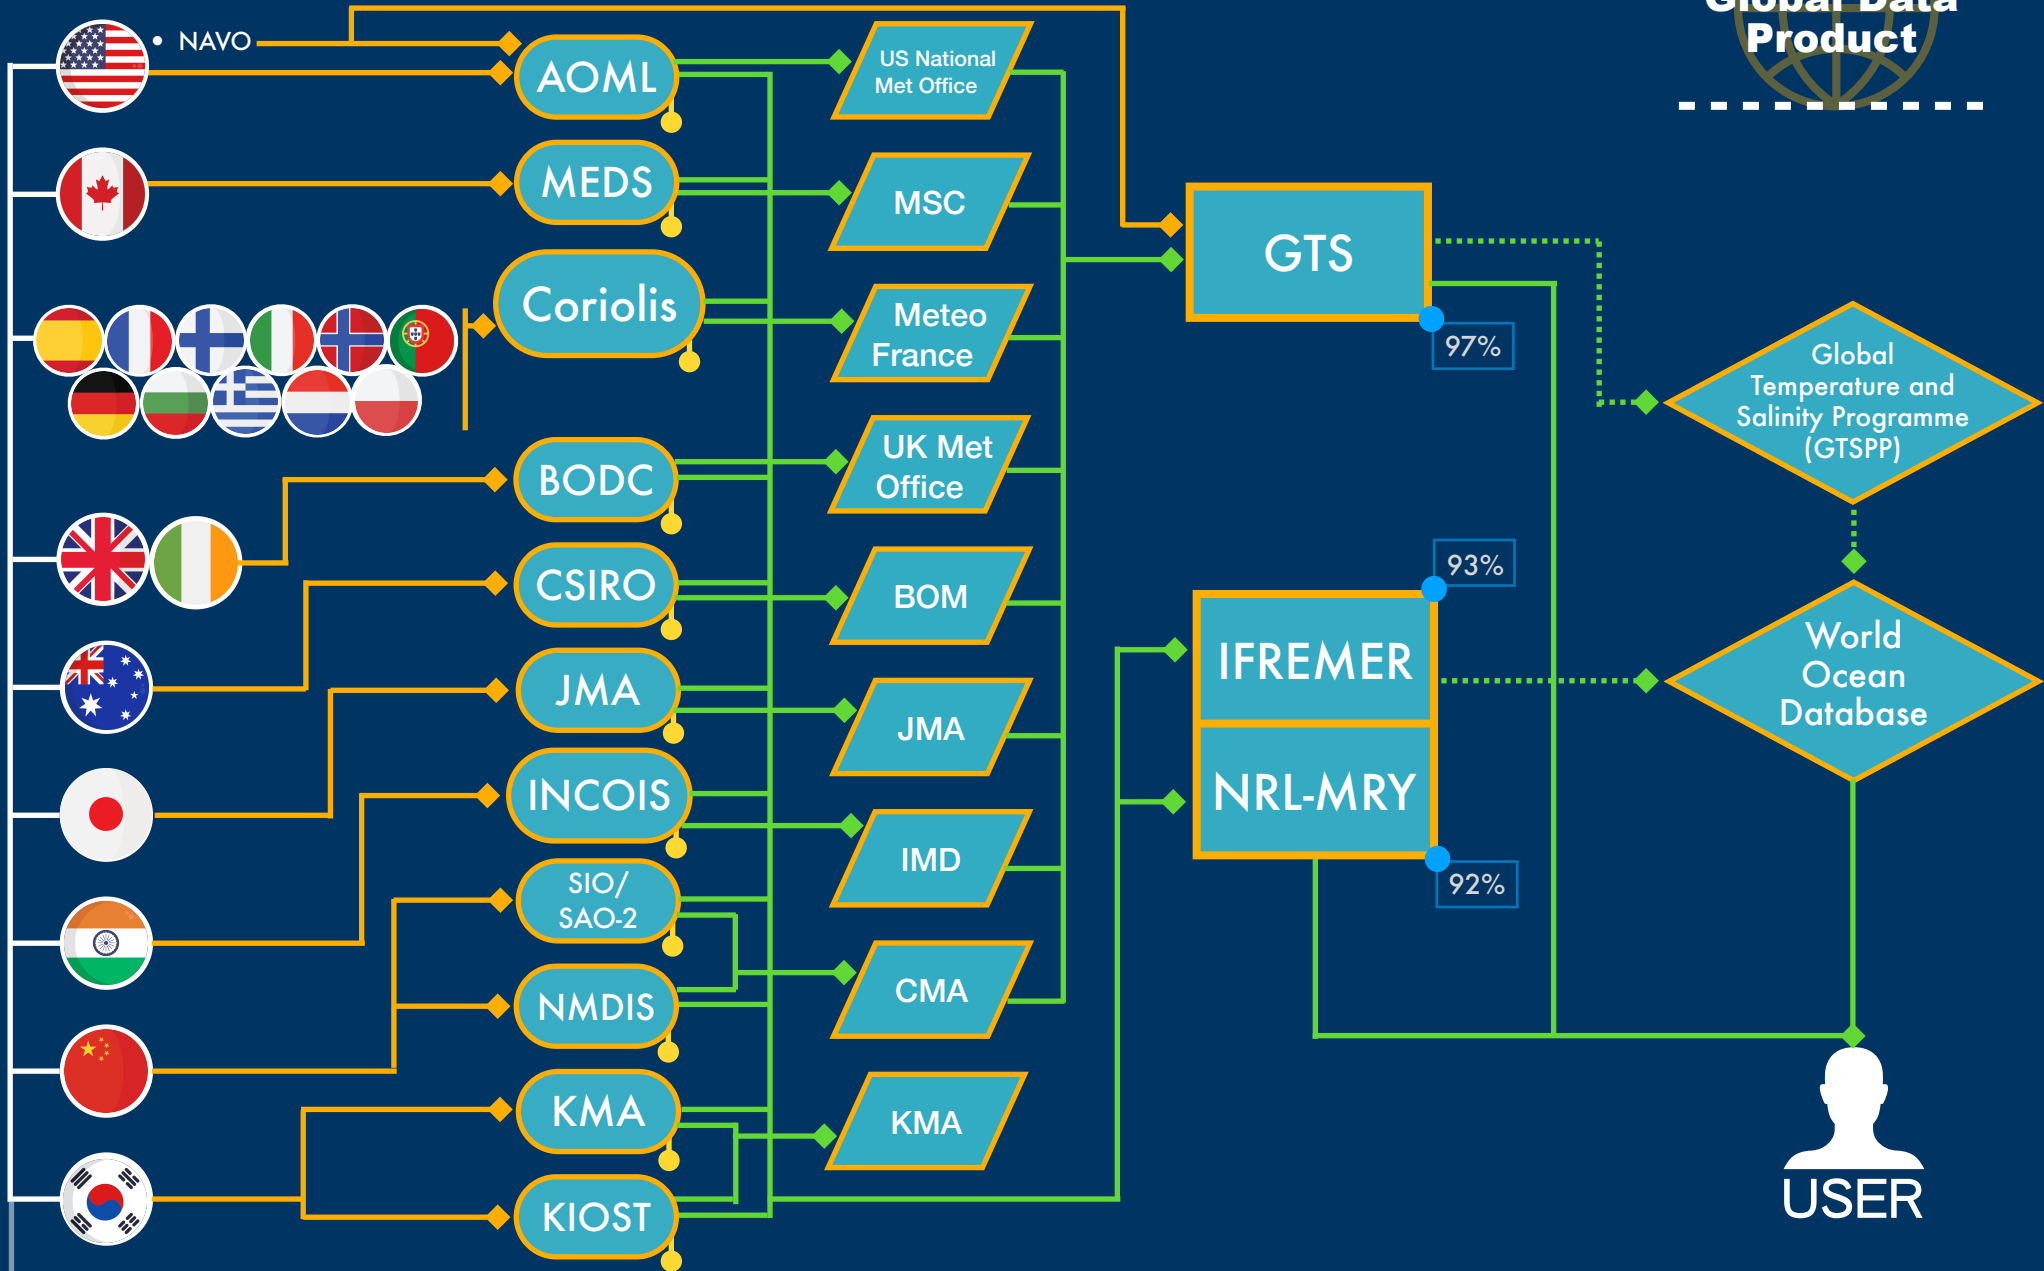 Global Data
Product
• NAVO
AOML
MEDS
Coriolis
BODC
CSIRO
JMA
INCOIS
SIO/
SAO-2
NMDIS
KMA
KIOST
US National
Met Office
MSC
Meteo
France
UK Met
Office
BOM
JMA
IMD
CMA
KMA
GTS
97%
93%
IFREMER
NRL-MRY
92%
Global
Temperature and
Salinity Programme
(GTSPP)
World
Ocean
Database
USER